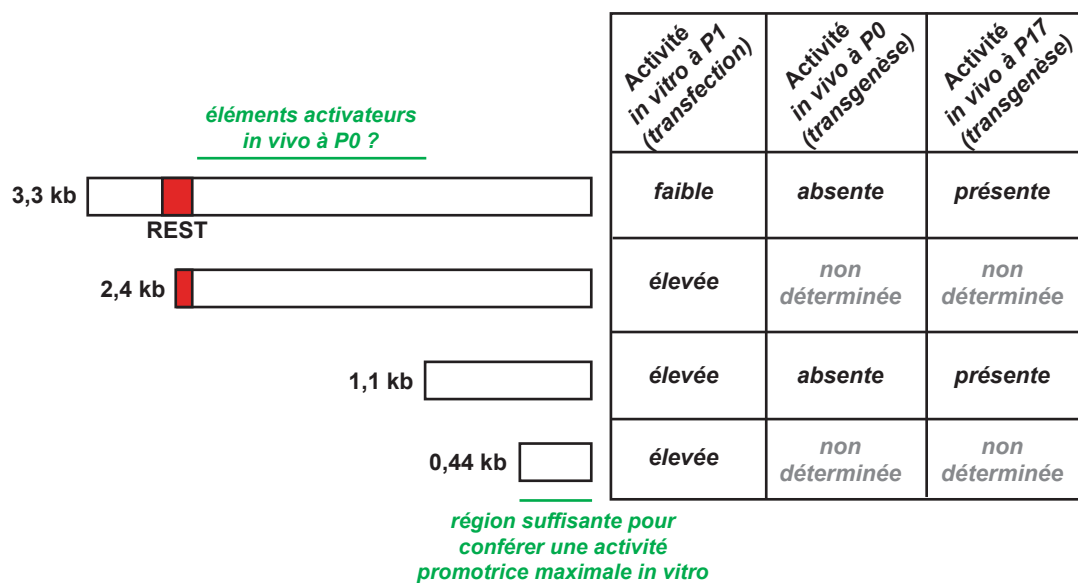 Activité
in vitro à P1
(transfection)
Activité
in vivo à P0
(transgenèse)
Activité
in vivo à P17
(transgenèse)
éléments activateurs
in vivo à P0 ?
3,3 kb
REST
faible
absente
présente
2,4 kb
élevée
non
déterminée
non
déterminée
1,1 kb
élevée
absente
présente
0,44 kb
élevée
non
déterminée
non
déterminée
région suffisante pour
conférer une activité
promotrice maximale in vitro